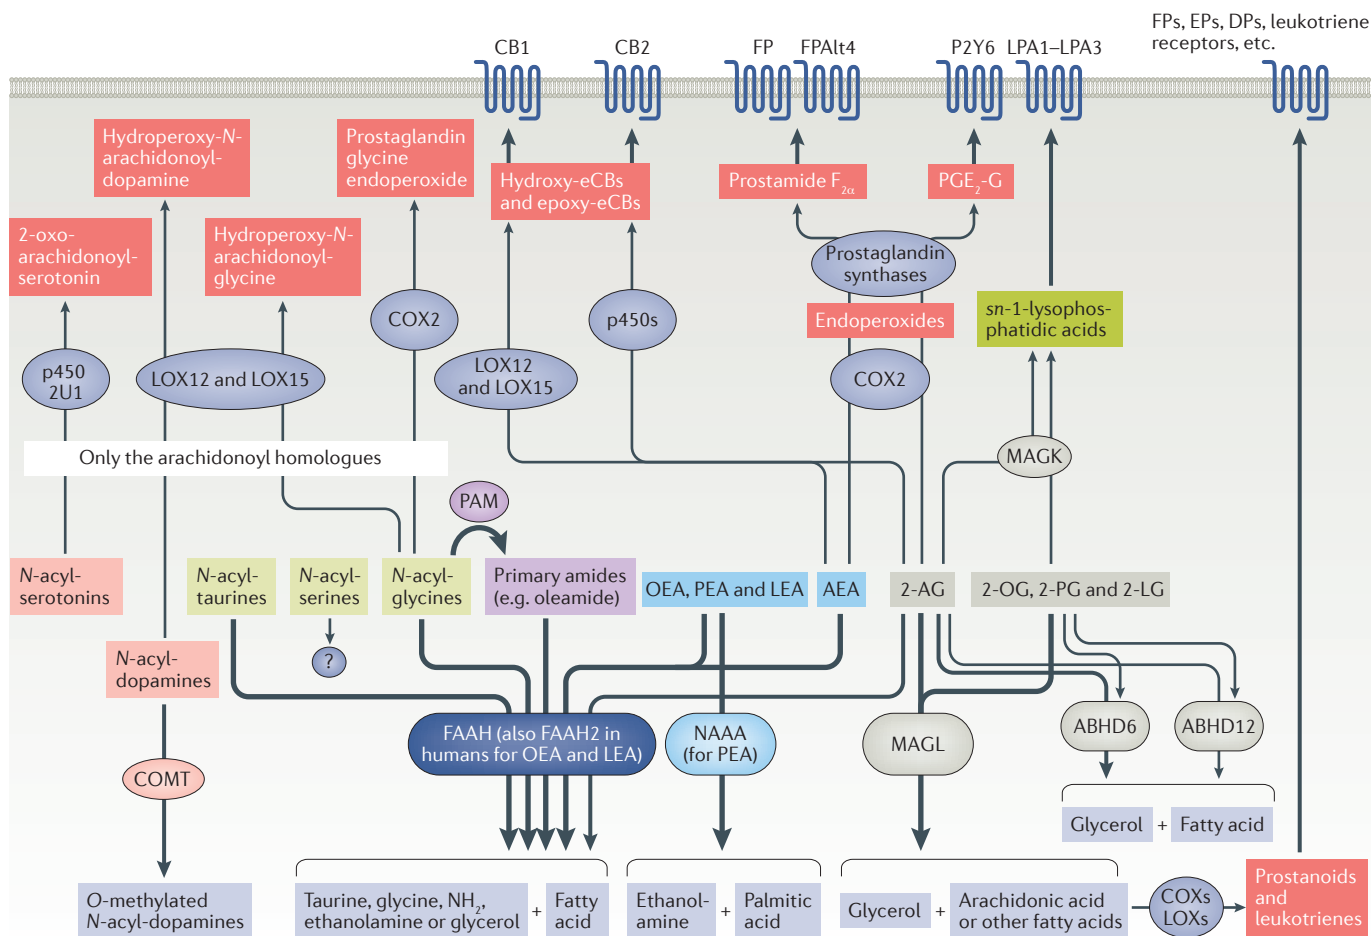 FPs, EPs, DPs, leukotriene
receptors, etc.
CB1
CB2
FP
FPAlt4
P2Y6
LPA1–LPA3
Hydroperoxy-N-
arachidonoyl-
dopamine
Prostaglandin
glycine
endoperoxide
Hydroxy-eCBs
and epoxy-eCBs
Prostamide F2α
PGE2-G
2-oxo-
arachidonoyl-
serotonin
Hydroperoxy-N-
arachidonoyl-
glycine
Prostaglandin
synthases
COX2
p450s
Endoperoxides
sn-1-lysophos-
phatidic acids
p450
2U1
LOX12 and LOX15
LOX12
and LOX15
COX2
Only the arachidonoyl homologues
MAGK
PAM
N-acyl-
serotonins
N-acyl-
taurines
N-acyl-
serines
N-acyl-
glycines
Primary amides
(e.g. oleamide)
OEA, PEA and LEA
AEA
2-AG
2-OG, 2-PG and 2-LG
?
N-acyl-
dopamines
FAAH (also FAAH2 in
humans for OEA and LEA)
NAAA
(for PEA)
MAGL
ABHD6
ABHD12
COMT
Glycerol + Fatty acid
O-methylated
N-acyl-dopamines
Taurine, glycine, NH2,
ethanolamine or glycerol
+
Fatty
acid
Ethanol-
amine
+
Palmitic
acid
Glycerol
+
Arachidonic acid
or other fatty acids
COXs
LOXs
Prostanoids
and
leukotrienes